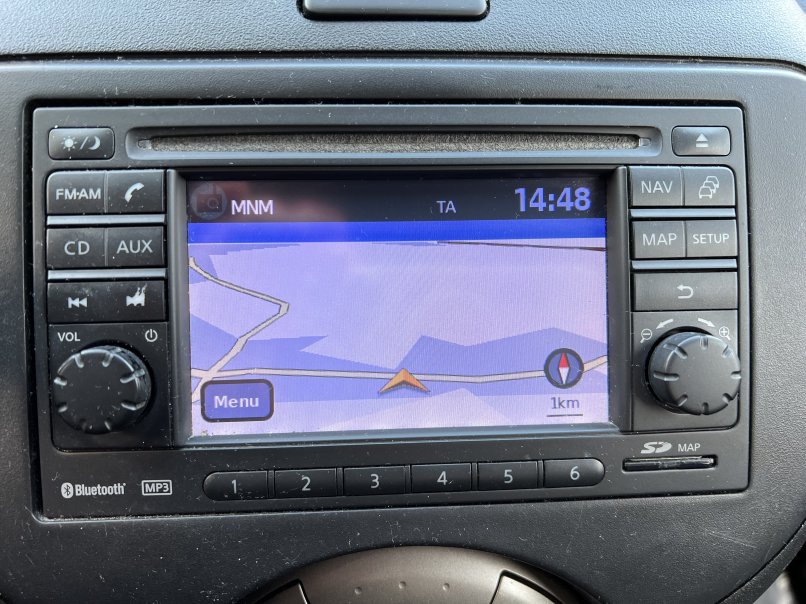 FM·AM
CD
AUX
VOL
MNM
TA
14:48
Menu
1km
NAV
MAP
SETUP
Bluetooth
MP3
1
2
3
4
5
6
SD
MAP